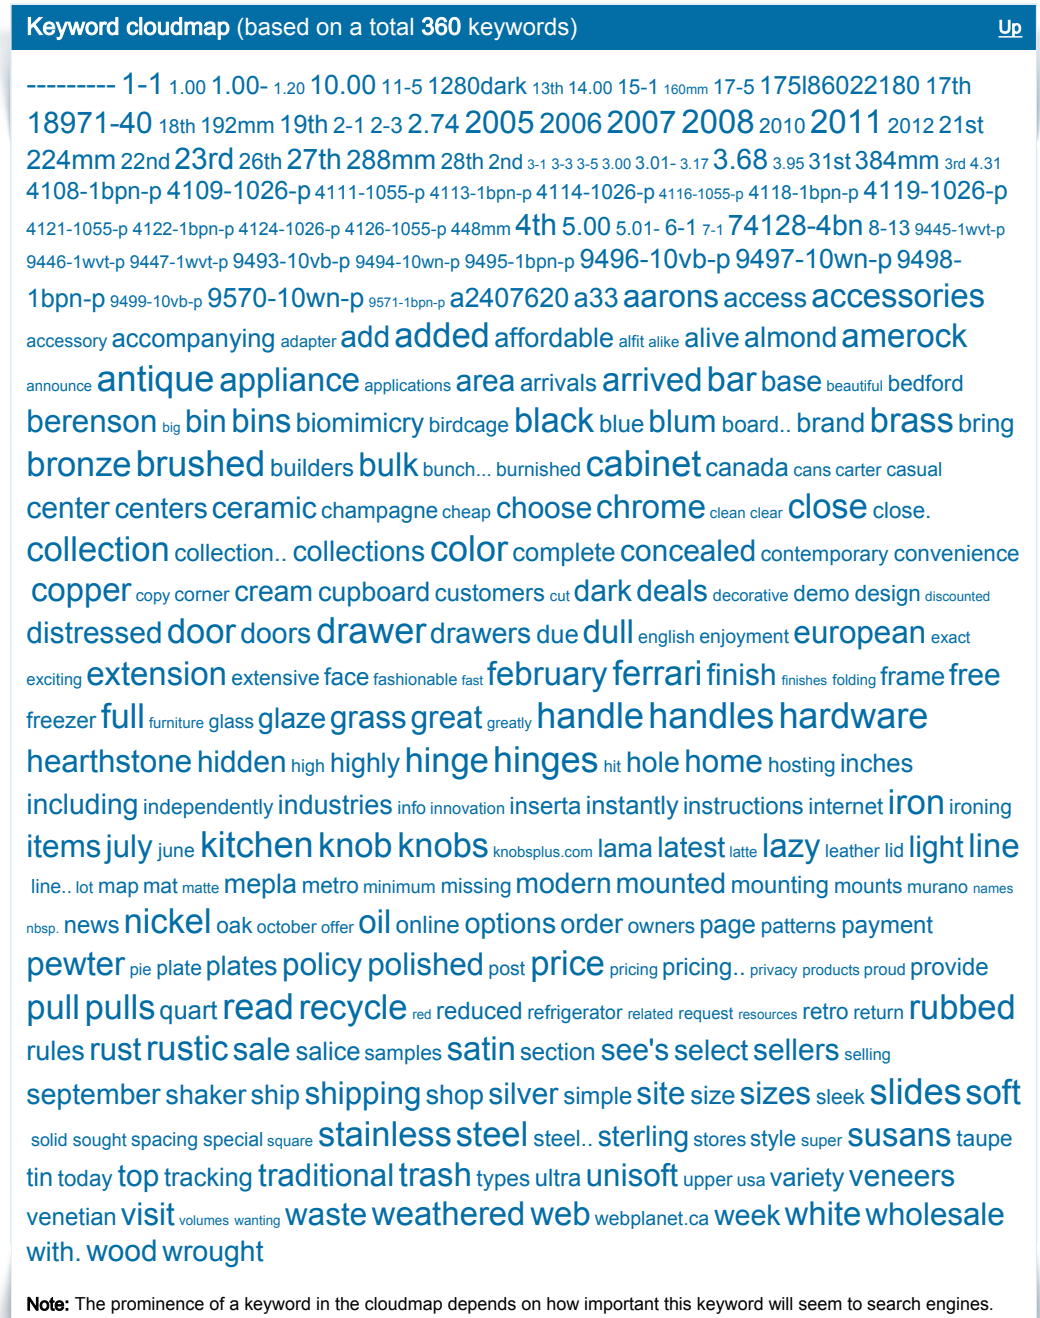 Keyword cloudmap (based on a total 360 keywords) Up
--------- 1-1 1.00 1.00- 1.20 10.00 11-5 1280dark 13th 14.00 15-1 160mm 17-5 175l86022180 17th
18971-40 18th 192mm 19th 2-1 2-3 2.74 2005 2006 2007 2008 2010 2011 2012 21st
224mm 22nd 23rd 26th 27th 288mm 28th 2nd 3-1 3-3 3-5 3.00 3.01- 3.17 3.68 3.95 31st 384mm 3rd 4.31
4108-1bpn-p 4109-1026-p 4111-1055-p 4113-1bpn-p 4114-1026-p 4116-1055-p 4118-1bpn-p 4119-1026-p
4121-1055-p 4122-1bpn-p 4124-1026-p 4126-1055-p 448mm 4th 5.00 5.01- 6-1 7-1 74128-4bn 8-13 9445-1wvt-p
9446-1wvt-p 9447-1wvt-p 9493-10vb-p 9494-10wn-p 9495-1bpn-p 9496-10vb-p 9497-10wn-p 9498-
1bpn-p 9499-10vb-p 9570-10wn-p 9571-1bpn-p a2407620 a33 aarons access accessories
accessory accompanying adapter add added affordable alfit alike alive almond amerock
announce antique appliance applications area arrivals arrived bar base beautiful bedford
berenson big bin bins biomimicry birdcage black blue blum board.. brand brass bring
bronze brushed builders bulk bunch... burnished cabinet canada cans carter casual
center centers ceramic champagne cheap choose chrome clean clear close close.
collection collection.. collections color complete concealed contemporary convenience
copper copy corner cream cupboard customers cut dark deals decorative demo design discounted
distressed door doors drawer drawers due dull english enjoyment european exact
exciting extension extensive face fashionable fast february ferrari finish finishes folding frame free
freezer full furniture glass glaze grass great greatly handle handles hardware
hearthstone hidden high highly hinge hinges hit hole home hosting inches
including independently industries info innovation inserta instantly instructions internet iron ironing
items july june kitchen knob knobs knobsplus.com lama latest latte lazy leather lid light line
line.. lot map mat matte mepla metro minimum missing modern mounted mounting mounts murano names
nbsp. news nickel oak october offer oil online options order owners page patterns payment
pewter pie plate plates policy polished post price pricing pricing.. privacy products proud provide
pull pulls quart read recycle red reduced refrigerator related request resources retro return rubbed
rules rust rustic sale salice samples satin section see's select sellers selling
september shaker ship shipping shop silver simple site size sizes sleek slides soft
solid sought spacing special square stainless steel steel.. sterling stores style super susans taupe
tin today top tracking traditional trash types ultra unisoft upper usa variety veneers
venetian visit volumes wanting waste weathered web webplanet.ca week white wholesale
with. wood wrought
Note: The prominence of a keyword in the cloudmap depends on how important this keyword will seem to search engines.